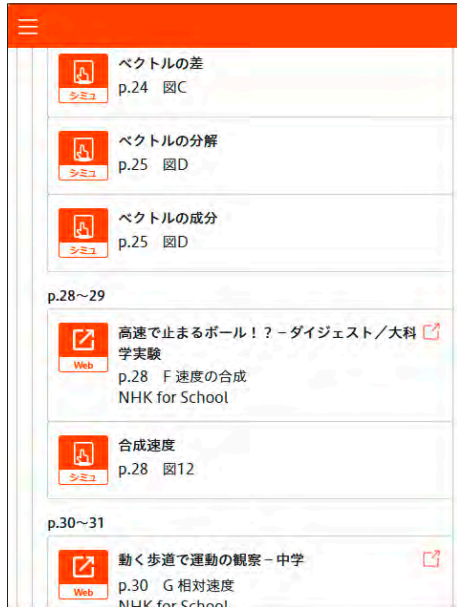 ベクトルの差
シミュ
p.24 図C
ベクトルの分解
シミュ
p.25 図D
ベクトルの成分
シミュ
p.25 図D
p.28~29
高速で止まるボール!?-ダイジェスト/大科
学実験
Web
p.28 F 速度の合成
NHK for School
合成速度
シミュ
p.28 図12
p.30~31
動く歩道で運動の観察-中学
Web
p.30 G 相対速度
NHK for School